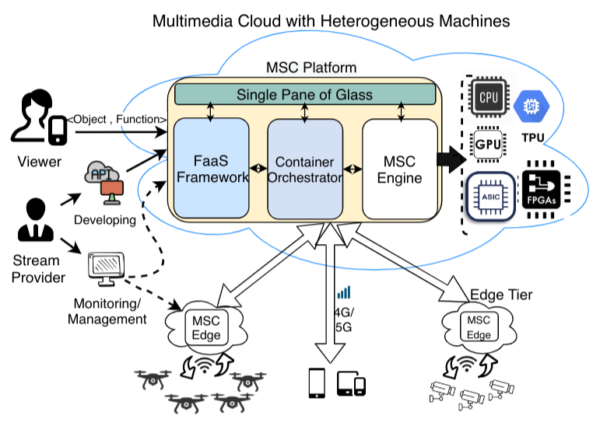 Multimedia Cloud with Heterogeneous Machines
MSC Platform
Single Pane of Glass
<Object , Function>
Viewer
FaaS
Framework
Container
Orchestrator
MSC
Engine
CPU
TPU
GPU
ASIC
FPGAs
API
Developing
Stream
Provider
Monitoring/
Management
MSC
Edge
4G/
5G
Edge Tier
MSC
Edge